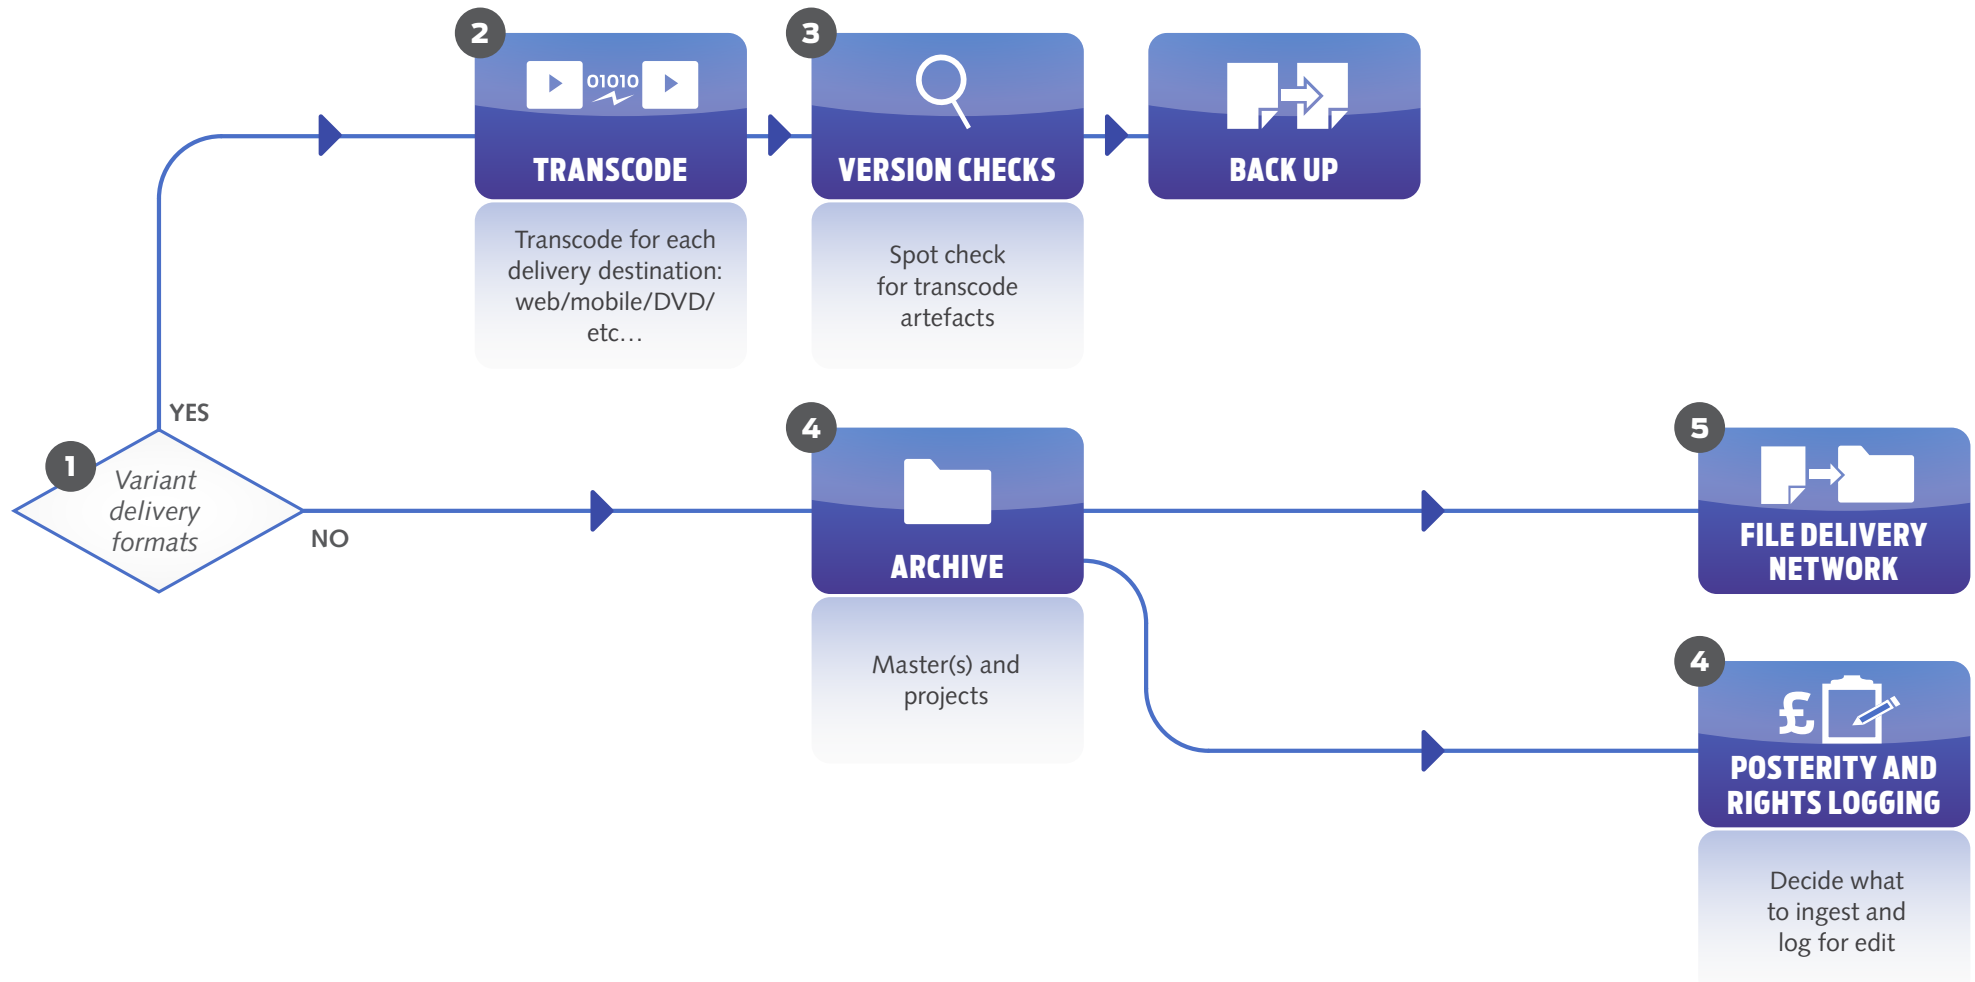 2
01010
TRANSCODE
Transcode for each
delivery destination:
web/mobile/DVD/
etc…
3
VERSION CHECKS
Spot check
for transcode
artefacts
BACK UP
YES
1
Variant
delivery
formats
NO
4
ARCHIVE
Master(s) and
projects
5
FILE DELIVERY
NETWORK
4
£
POSTERITY AND
RIGHTS LOGGING
Decide what
to ingest and
log for edit